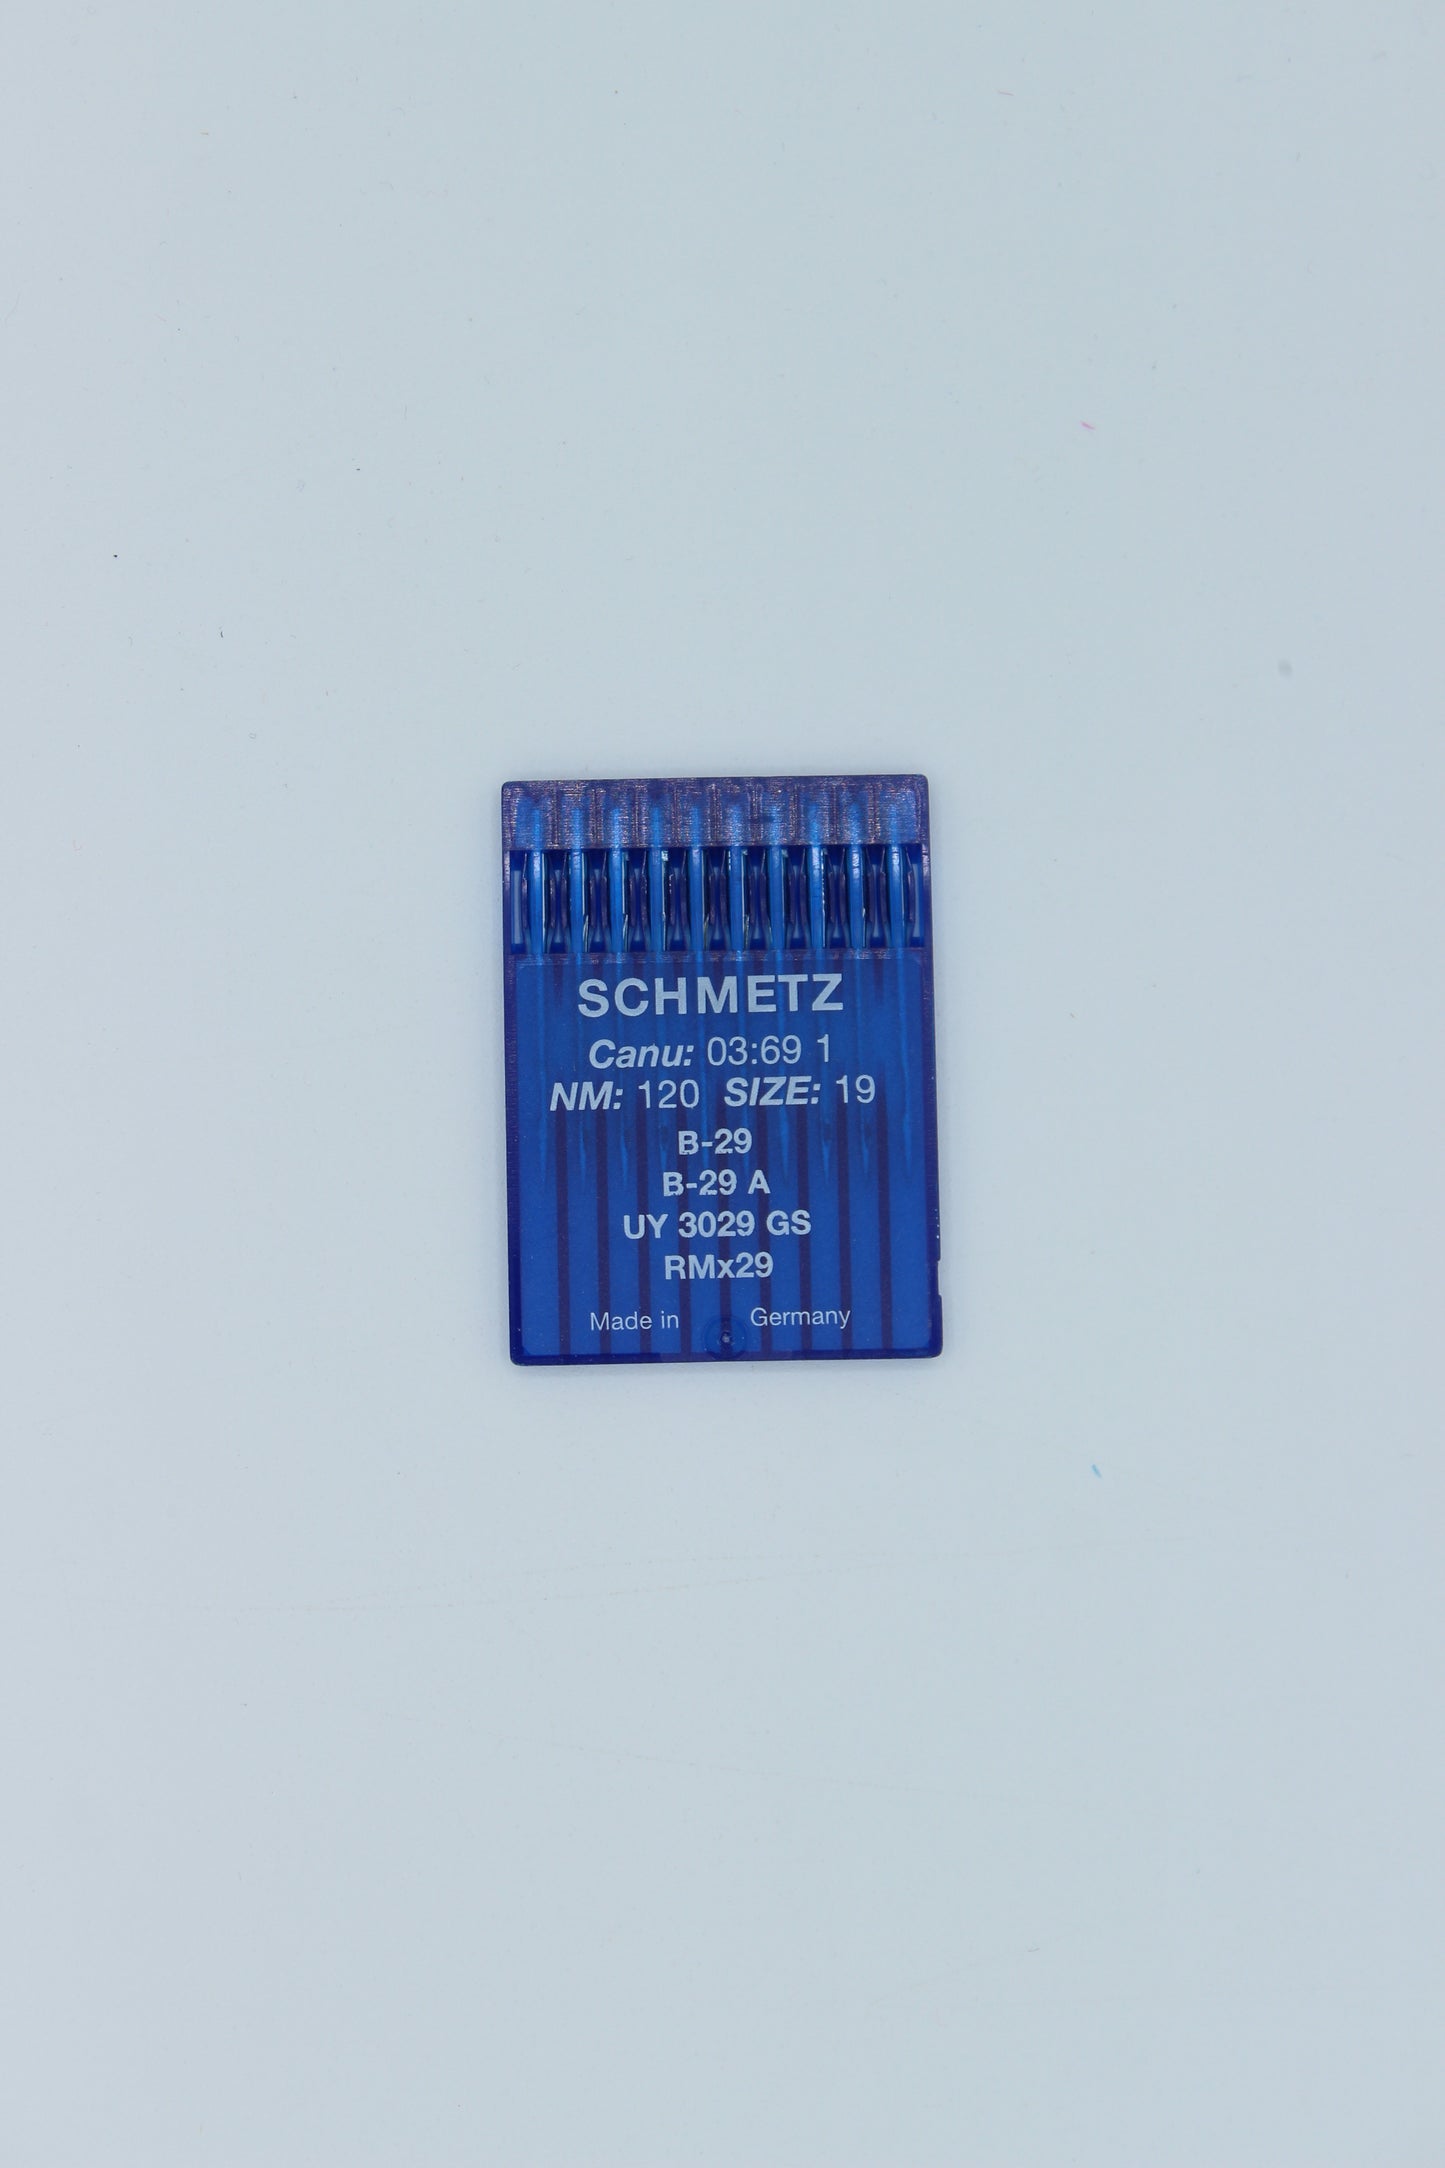 SCHMETZ
Canu: 03:69 1
NM: 120 SIZE: 19
B-29
B-29 A
UY 3029 GS
RMx29
Made in Germany